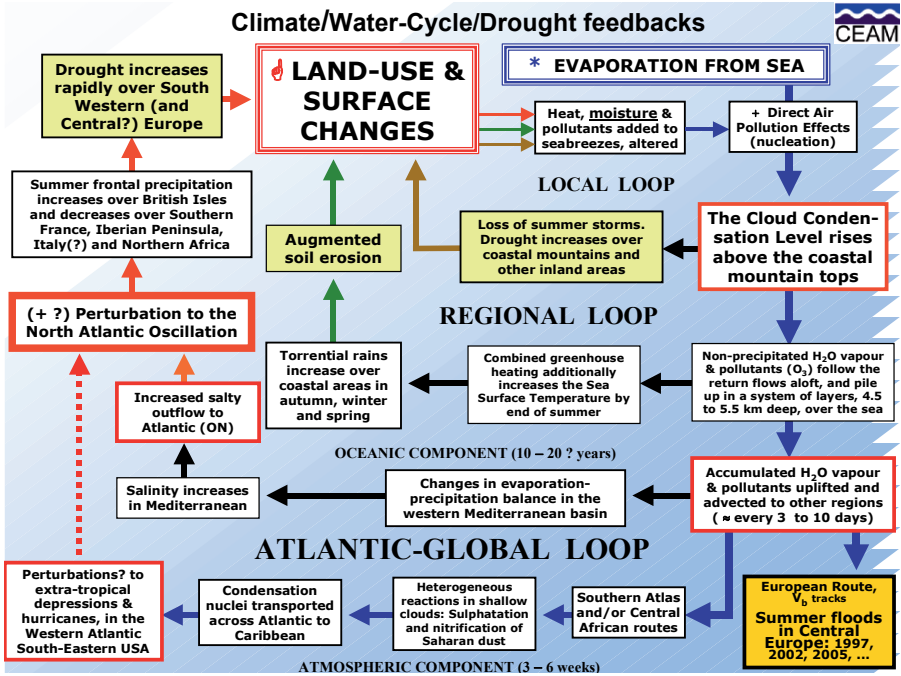 Climate/Water-Cycle/Drought feedbacks
CEAM
Drought increases
rapidly over South
Western (and
Central?) Europe
LAND-USE &
SURFACE
CHANGES
* EVAPORATION FROM SEA
Heat, moisture &
pollutants added to
seabreezes, altered
+ Direct Air
Pollution Effects
(nucleation)
LOCAL LOOP
Summer frontal precipitation
increases over British Isles
and decreases over Southern
France, Iberian Peninsula,
Italy(?) and Northern Africa
Augmented
soil erosion
Loss of summer storms.
Drought increases over
coastal mountains and
other inland areas
The Cloud Conden-
sation Level rises
above the coastal
mountain tops
(+ ?) Perturbation to the
North Atlantic Oscillation
REGIONAL LOOP
Torrential rains
increase over
coastal areas in
autumn, winter
and spring
Combined greenhouse
heating additionally
increases the Sea
Surface Temperature by
end of summer
Non-precipitated H₂O vapour
& pollutants (O₃) follow the
return flows aloft, and pile
up in a system of layers, 4.5
to 5.5 km deep, over the sea
Increased salty
outflow to
Atlantic (ON)
OCEANIC COMPONENT (10 – 20 ? years)
Salinity increases
in Mediterranean
Changes in evaporation-
precipitation balance in the
western Mediterranean basin
Accumulated H₂O vapour
& pollutants uplifted and
advected to other regions
( ≈ every 3 to 10 days)
ATLANTIC-GLOBAL LOOP
Perturbations? to
extra-tropical
depressions &
hurricanes, in the
Western Atlantic
South-Eastern USA
Condensation
nuclei transported
across Atlantic to
Caribbean
Heterogeneous
reactions in shallow
clouds: Sulphatation
and nitrification of
Saharan dust
Southern Atlas
and/or Central
African routes
European Route,
V_b tracks
Summer floods
in Central
Europe: 1997,
2002, 2005, ...
ATMOSPHERIC COMPONENT (3 – 6 weeks)